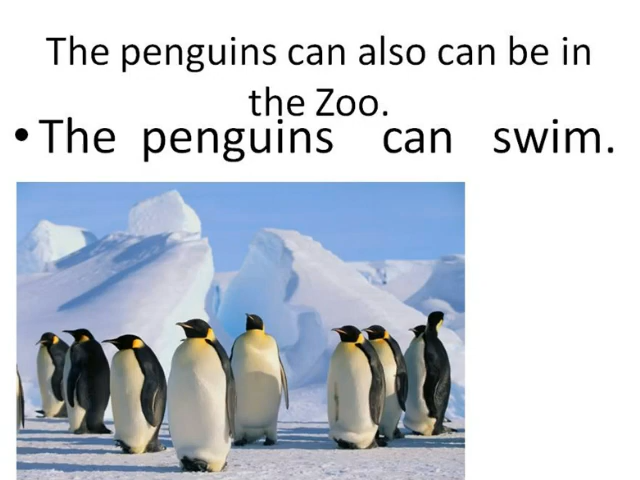 The penguins can also can be in
the Zoo.
• The penguins can swim.